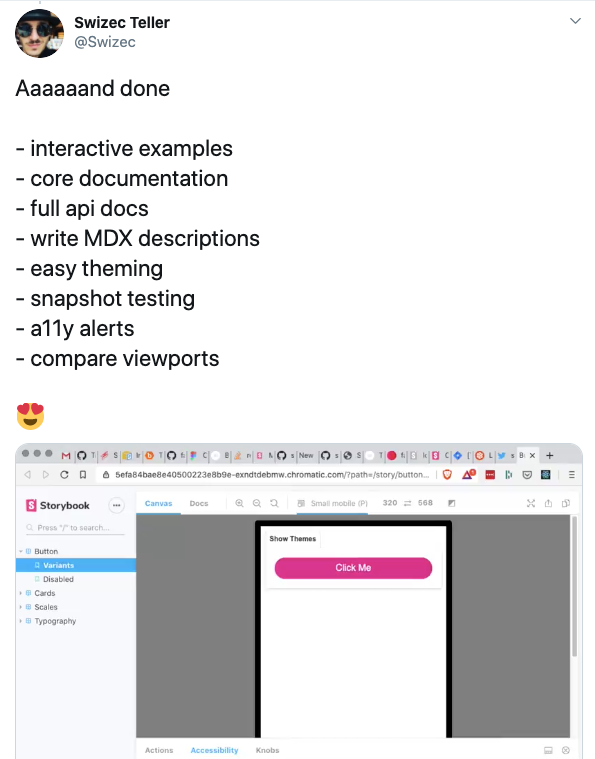 Swizec Teller
@Swizec
Aaaaaand done
- interactive examples
- core documentation
- full api docs
- write MDX descriptions
- easy theming
- snapshot testing
- a11y alerts
- compare viewports
New
5efa84bae8e40500223e8b9e-exndtdebmw.chromatic.com/?path=/story/button...
Storybook
Canvas Docs Small mobile (P) 320 568
Press "/" to search...
Show Themes
Click Me
Button
Variants
Disabled
Cards
Scales
Typography
Actions Accessibility Knobs